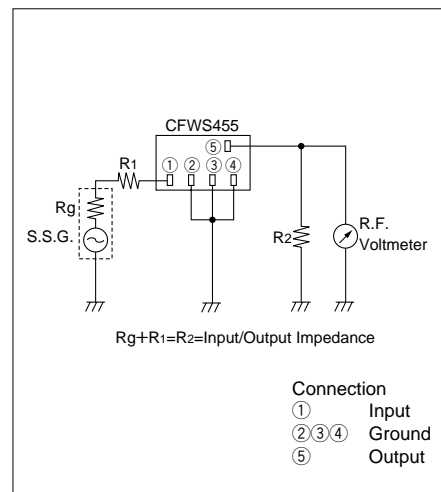 CFWS455
⑤
R1
① ② ③ ④
Rg
S.S.G.
R2
R.F.
Voltmeter
Rg+R1=R2=Input/Output Impedance
Connection
① Input
②③④ Ground
⑤ Output